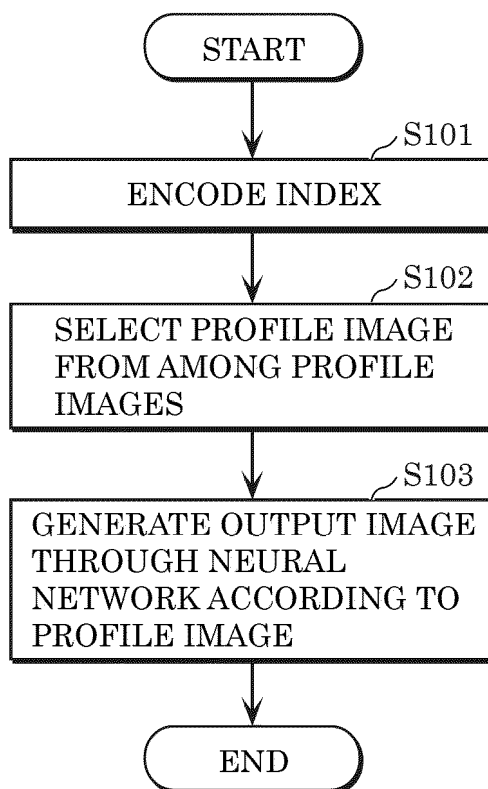 START
S101
ENCODE INDEX
S102
SELECT PROFILE IMAGE
FROM AMONG PROFILE
IMAGES
S103
GENERATE OUTPUT IMAGE
THROUGH NEURAL
NETWORK ACCORDING TO
PROFILE IMAGE
END